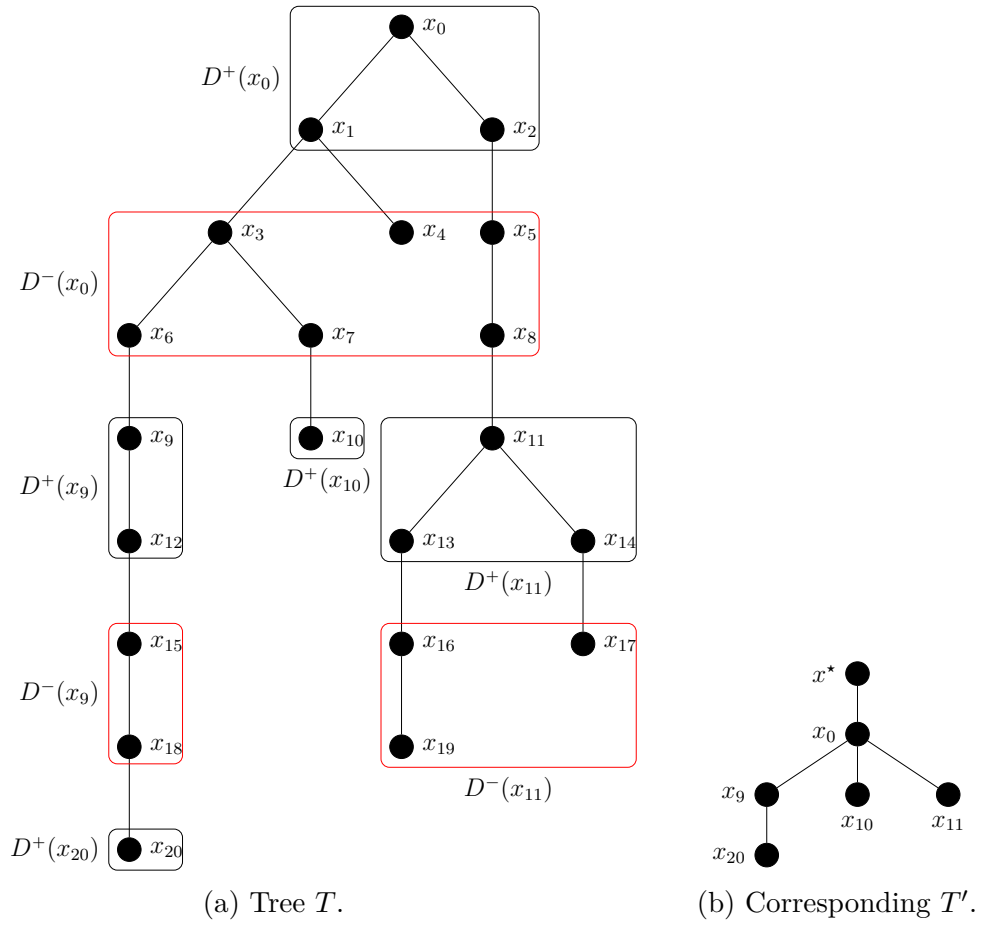 x₀
D⁺(x₀)
x₁
x₂
x₃
x₄
x₅
D⁻(x₀)
x₆
x₇
x₈
x₉
x₁₀
x₁₁
D⁺(x₉)
D⁺(x₁₀)
x₁₂
x₁₃
x₁₄
D⁺(x₁₁)
x₁₅
x₁₆
x₁₇
D⁻(x₉)
x₁₈
x₁₉
D⁻(x₁₁)
D⁺(x₂₀)
x₂₀
(a) Tree T.
x⋆
x₀
x₉
x₁₀
x₁₁
x₂₀
(b) Corresponding T′.